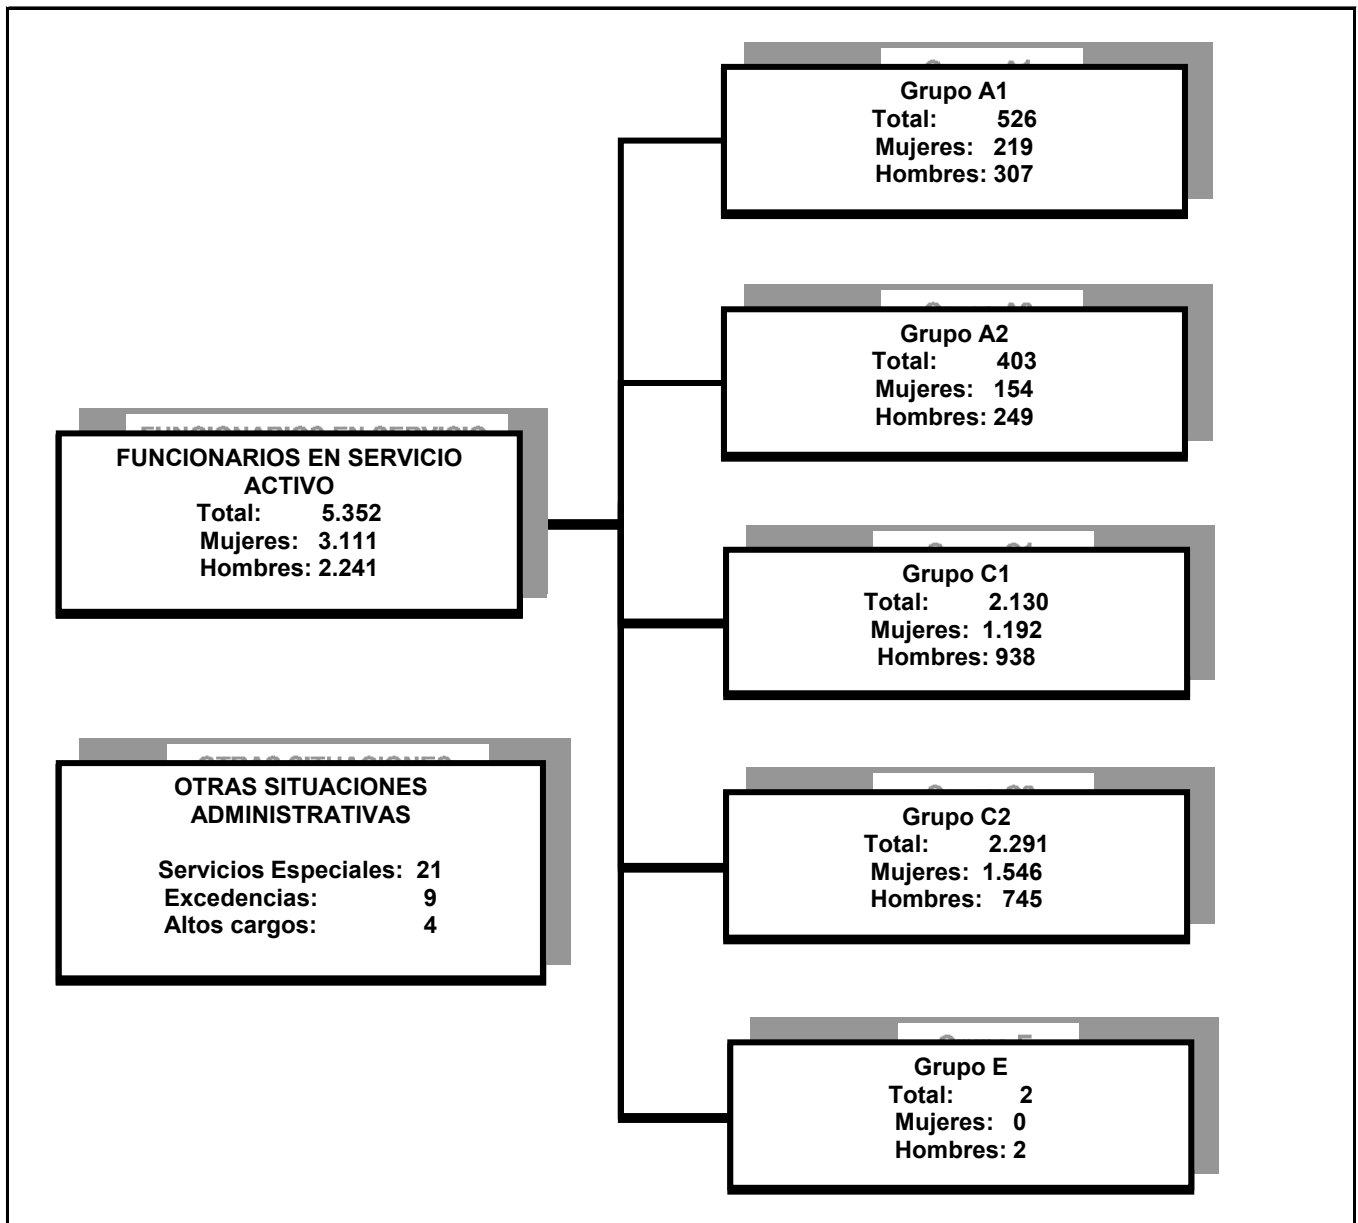 Grupo A1
Total: 526
Mujeres: 219
Hombres: 307
Grupo A2
Total: 403
Mujeres: 154
Hombres: 249
FUNCIONARIOS EN SERVICIO
ACTIVO
Total: 5.352
Mujeres: 3.111
Hombres: 2.241
Grupo C1
Total: 2.130
Mujeres: 1.192
Hombres: 938
OTRAS SITUACIONES
ADMINISTRATIVAS
Servicios Especiales: 21
Excedencias: 9
Altos cargos: 4
Grupo C2
Total: 2.291
Mujeres: 1.546
Hombres: 745
Grupo E
Total: 2
Mujeres: 0
Hombres: 2